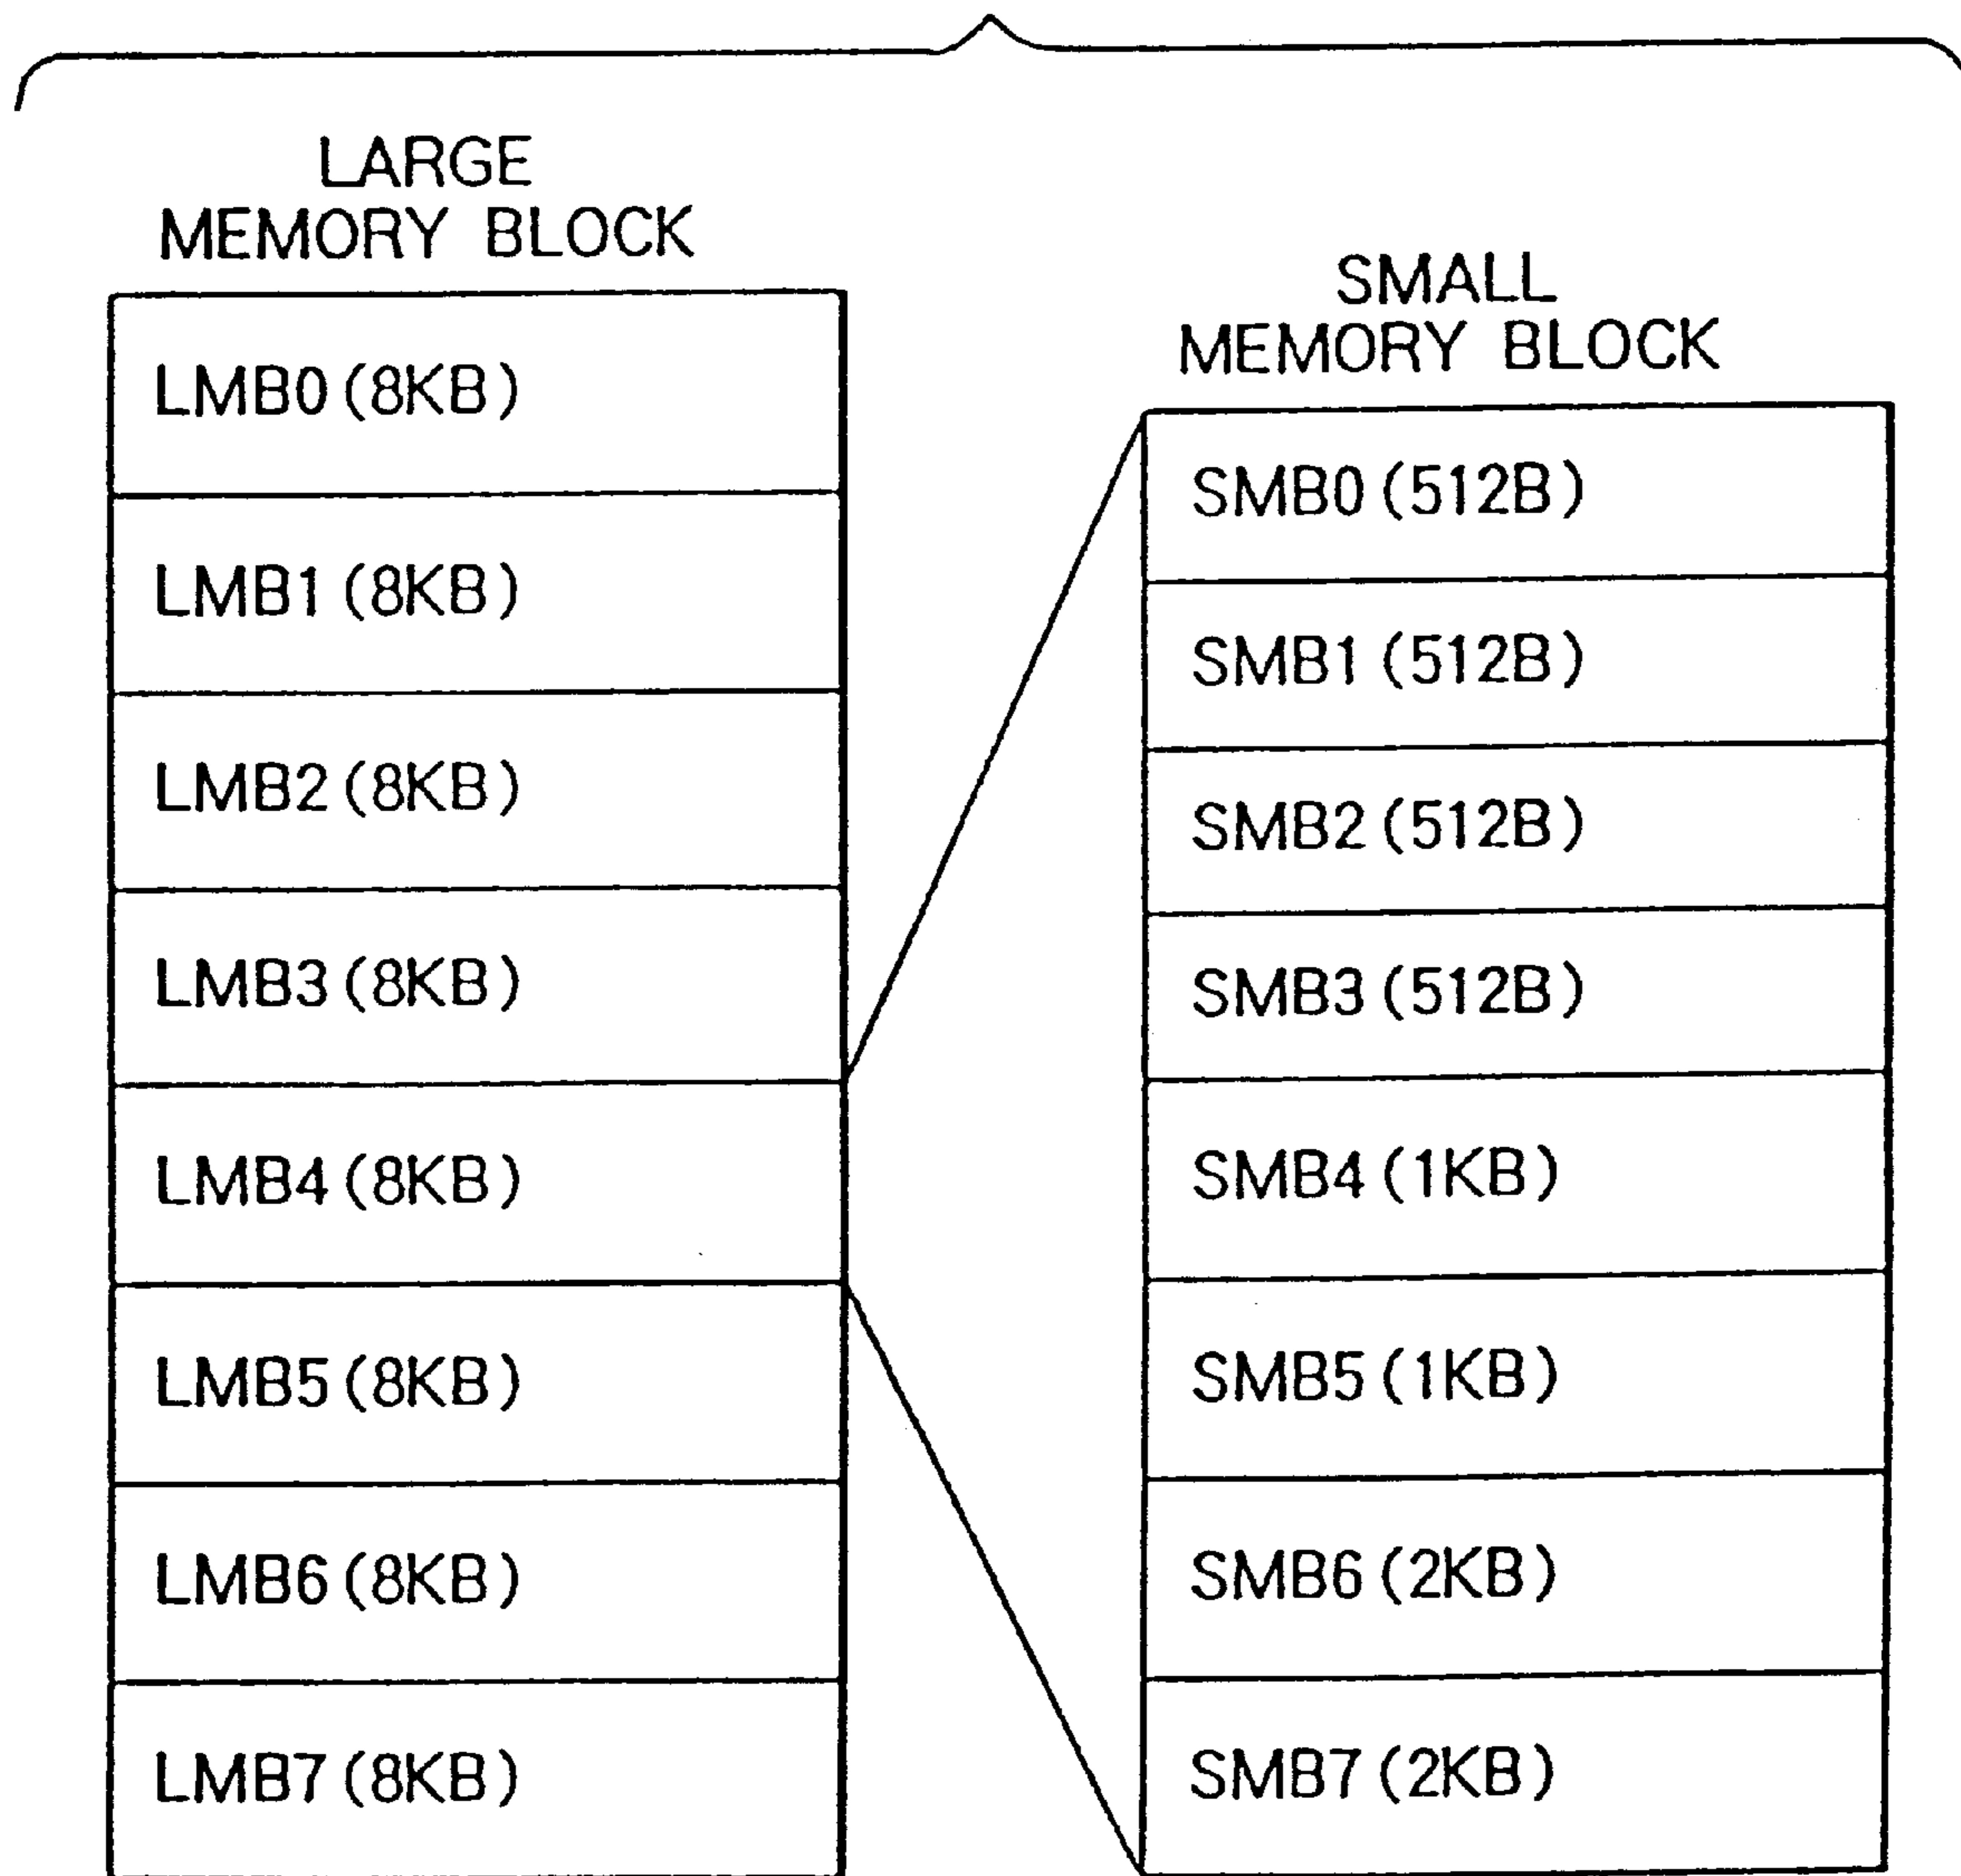 LARGE
MEMORY BLOCK
LMB0(8KB)
LMB1(8KB)
LMB2(8KB)
LMB3(8KB)
LMB4(8KB)
LMB5(8KB)
LMB6(8KB)
LMB7(8KB)
SMALL
MEMORY BLOCK
SMB0(512B)
SMB1(512B)
SMB2(512B)
SMB3(512B)
SMB4(1KB)
SMB5(1KB)
SMB6(2KB)
SMB7(2KB)